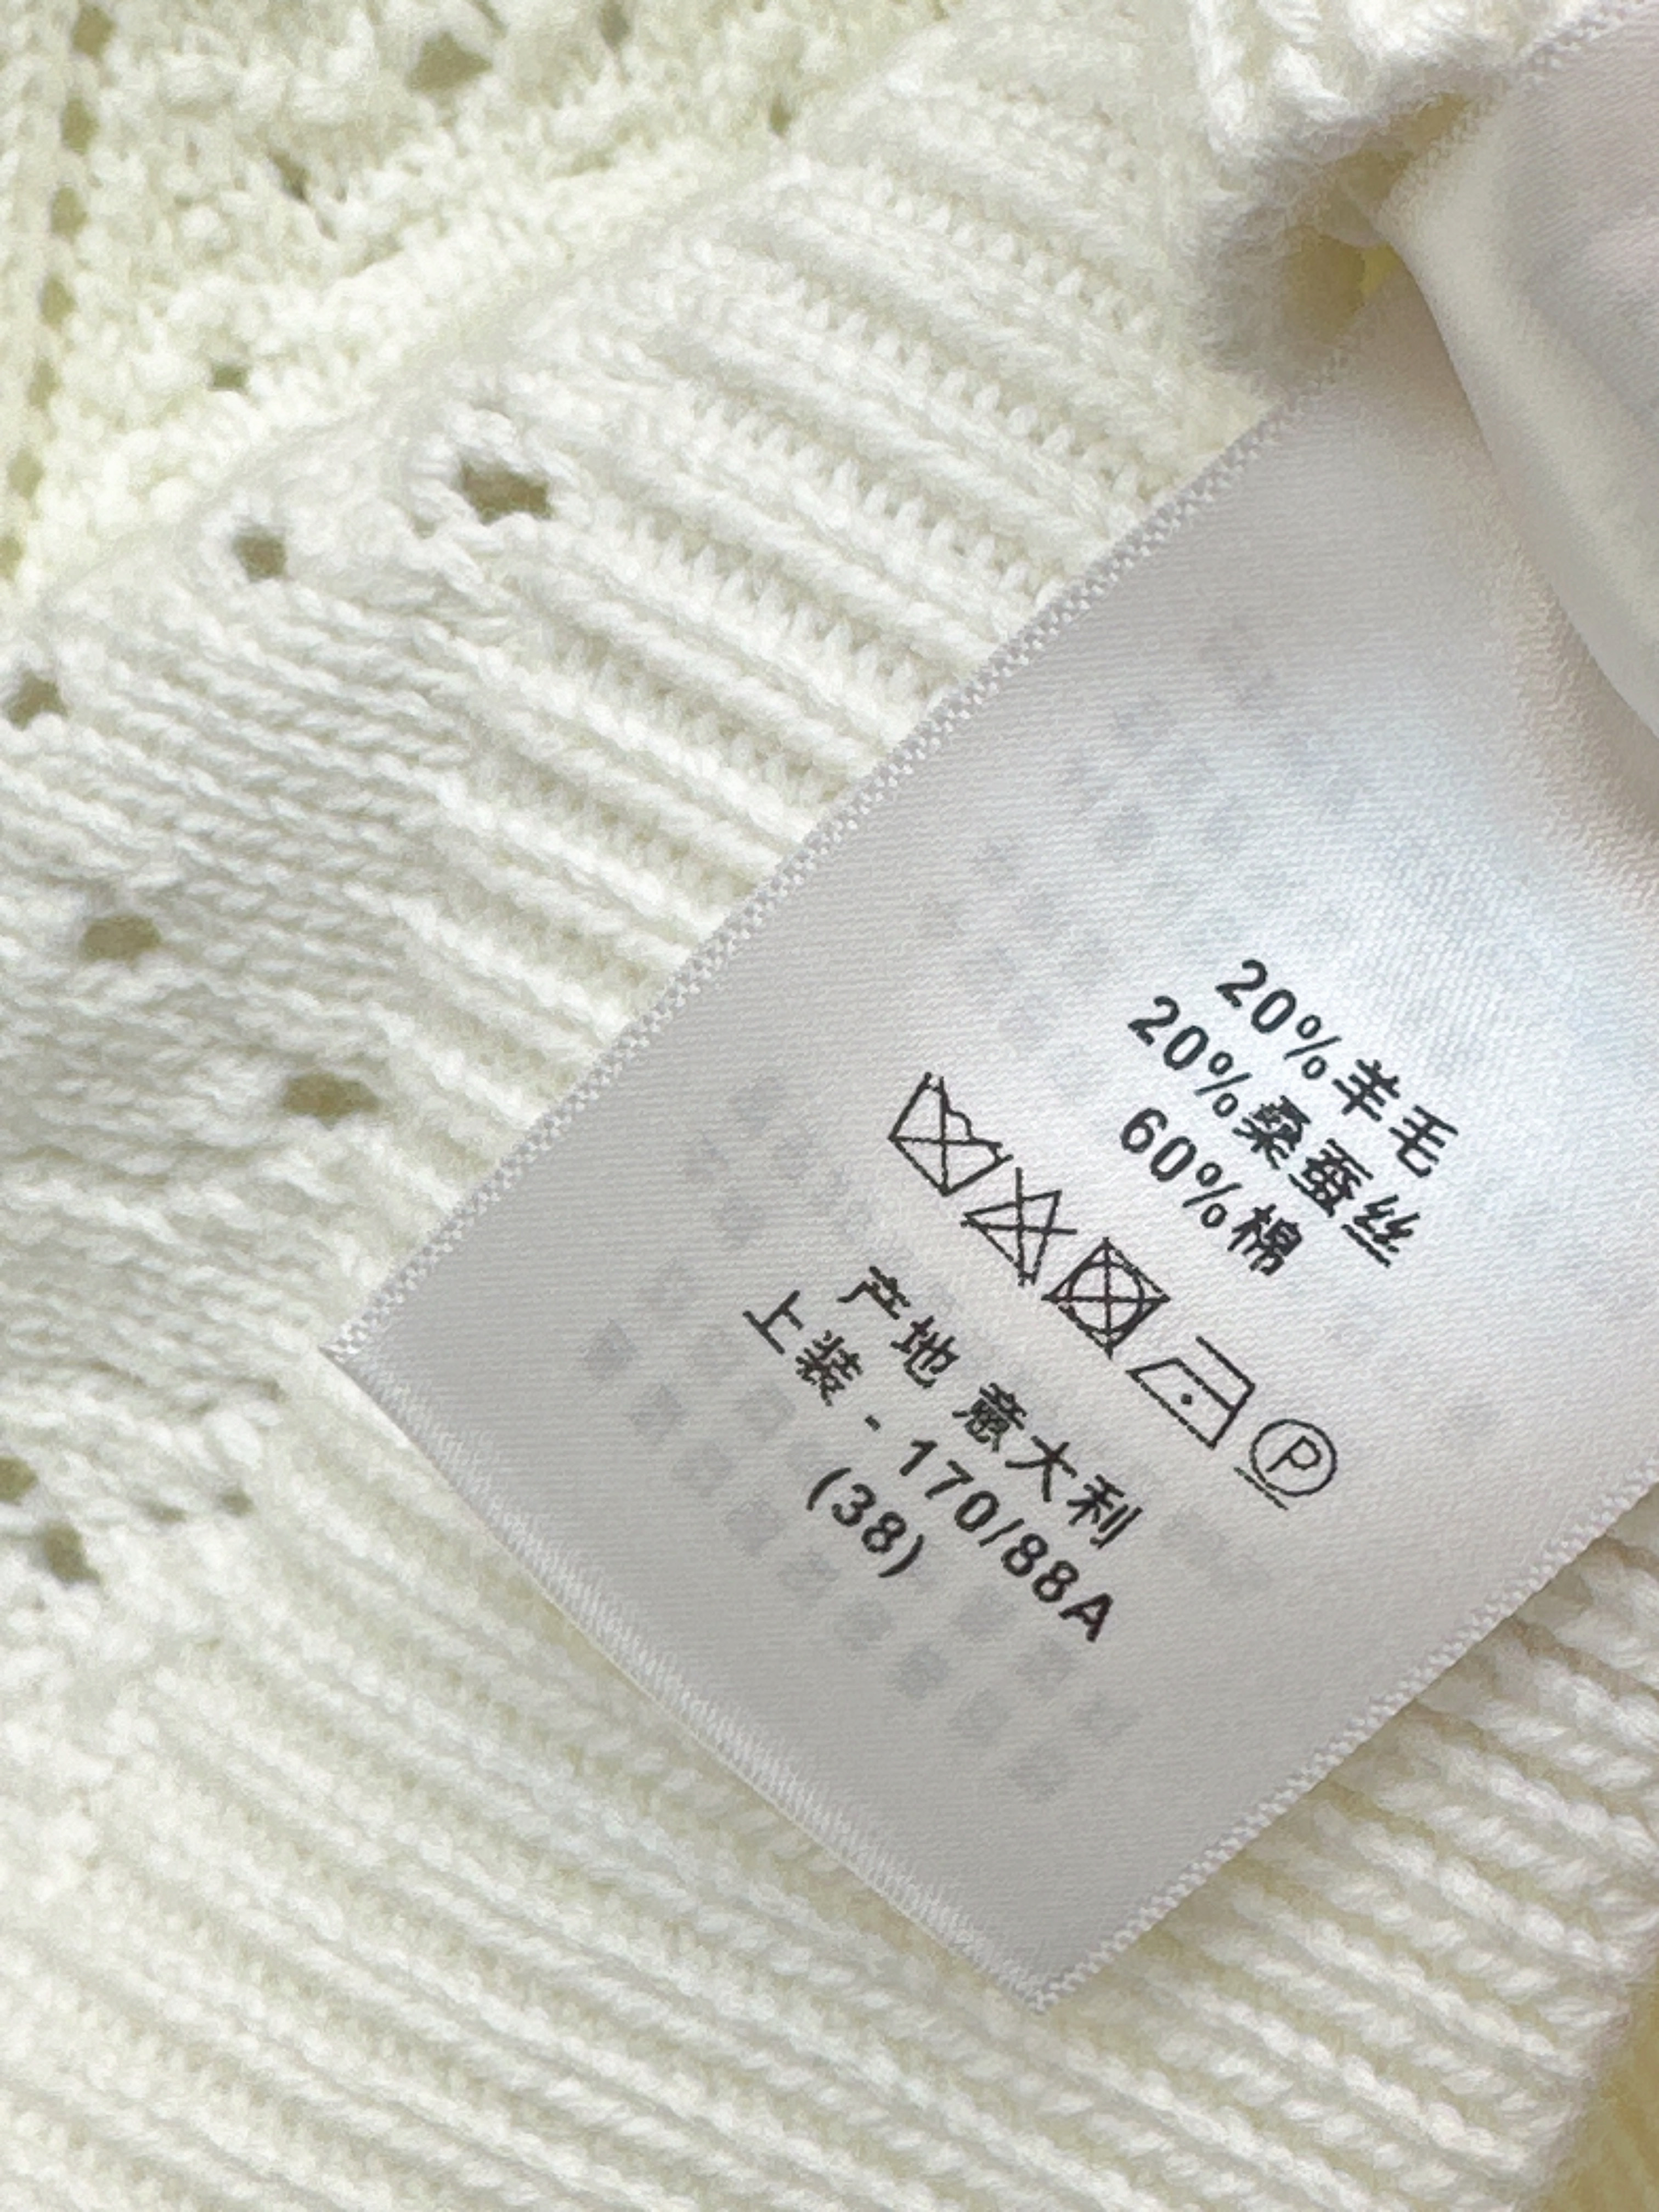 20%羊毛
20%桑蚕丝
60%棉
P
产地 意大利
上装 - 170/88A
(38)